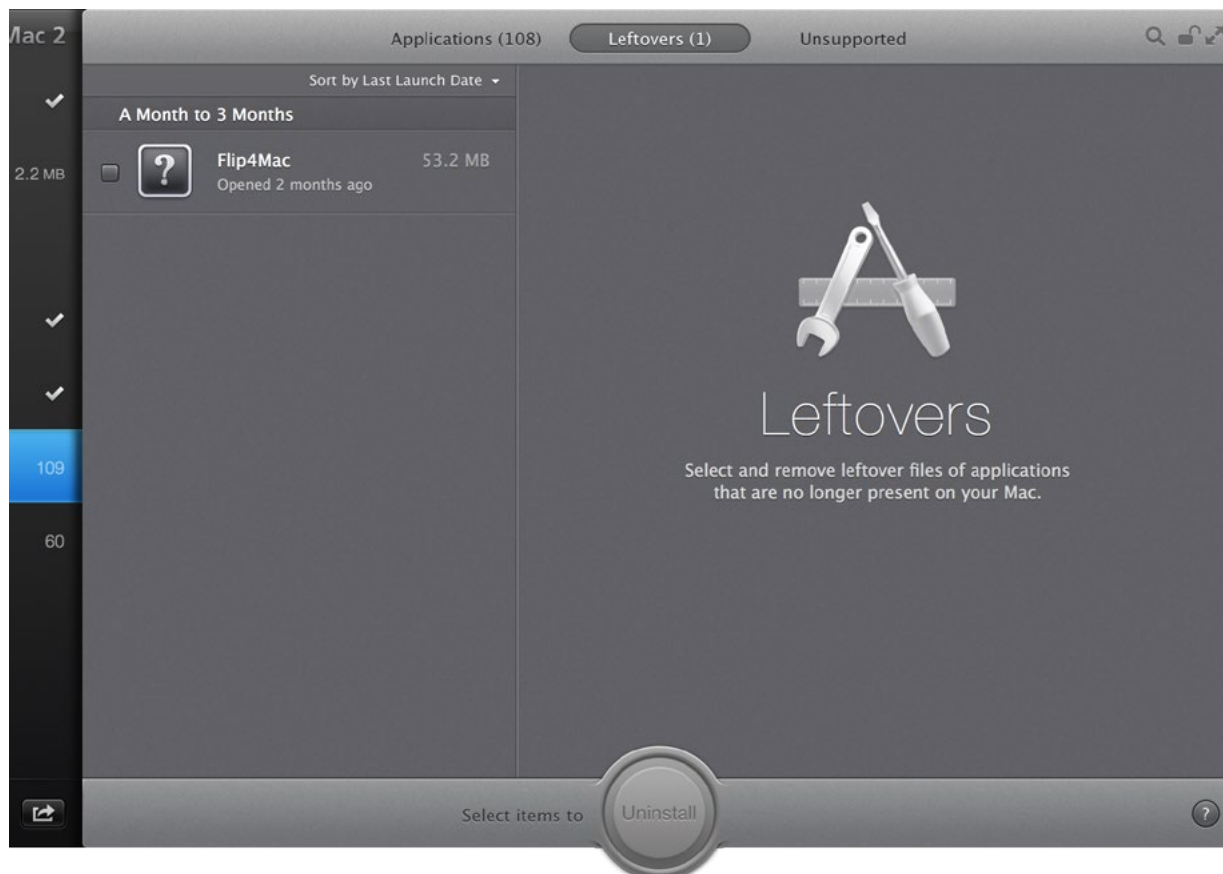 Mac 2
Applications (108)
Leftovers (1)
Unsupported
Sort by Last Launch Date
A Month to 3 Months
2.2 MB
?
Flip4Mac
53.2 MB
Opened 2 months ago
Leftovers
Select and remove leftover files of applications
that are no longer present on your Mac.
109
60
Select items to
Uninstall
?